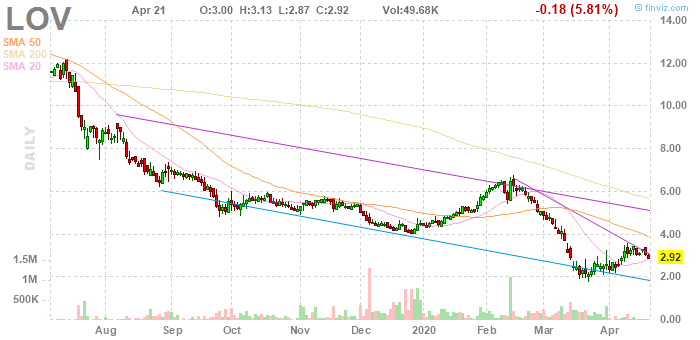 LOV
Apr 21 O:3.00 H:3.13 L:2.87 C:2.92 Vol:49.68K -0.18 (5.81%)
© finviz.com
SMA 50
SMA 200
SMA 20
DAILY
14.00
12.00
10.00
8.00
6.00
4.00
2.92
2.00
0.00
1.5M
1M
500K
Aug Sep Oct Nov Dec 2020 Feb Mar Apr